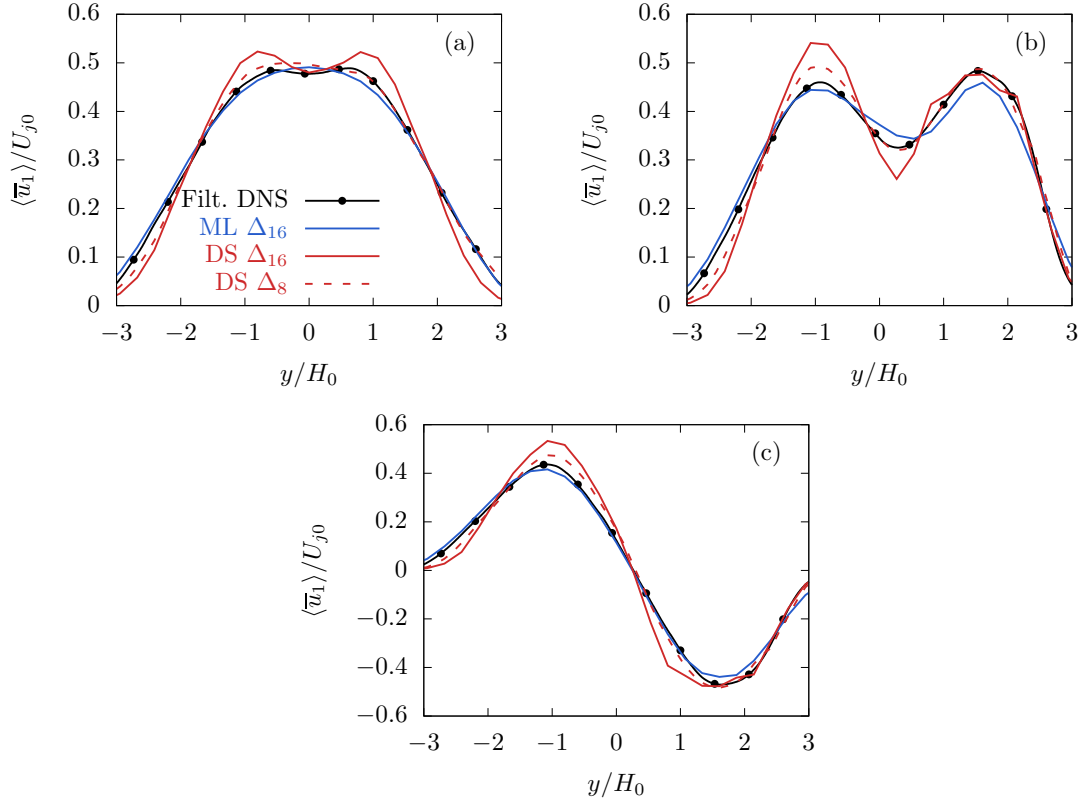 0.6
0.5
0.4
0.3
0.2
0.1
0
⟨u̅₁⟩/U_{j0}
(a)
Filt. DNS
ML Δ₁₆
DS Δ₁₆
DS Δ₈
−3 −2 −1 0 1 2 3
y/H₀
0.6
0.5
0.4
0.3
0.2
0.1
0
⟨u̅₁⟩/U_{j0}
(b)
−3 −2 −1 0 1 2 3
y/H₀
0.6
0.4
0.2
0
−0.2
−0.4
−0.6
⟨u̅₁⟩/U_{j0}
(c)
−3 −2 −1 0 1 2 3
y/H₀